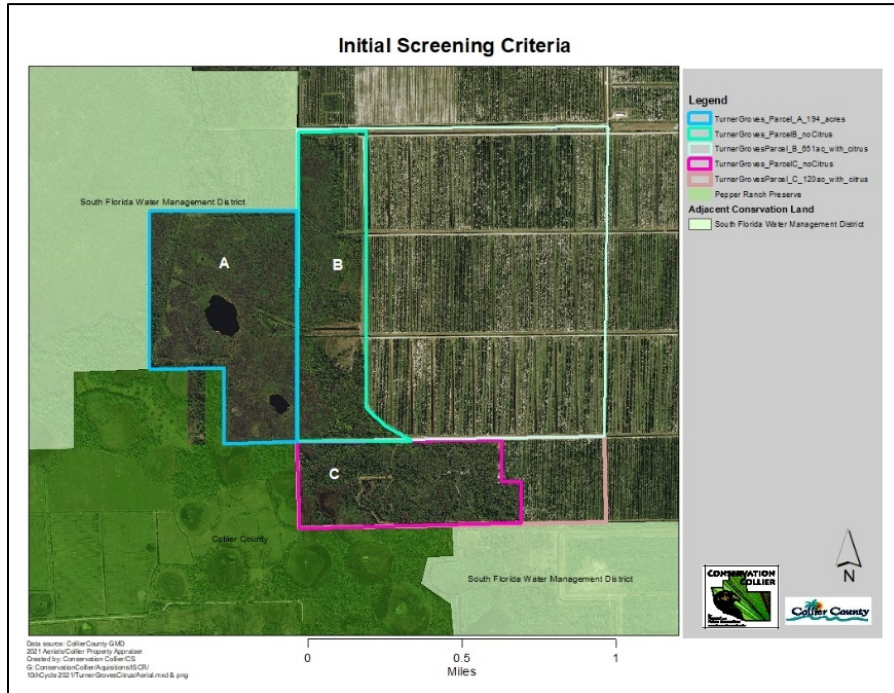 Initial Screening Criteria
South Florida Water Management District
A
B
C
Collier County
South Florida Water Management District
Legend
TurnerGroves_Parcel_A_194_acres
TurnerGroves_ParcelB_noCitrus
TurnerGrovesParcel_B_551ac_with_citrus
TurnerGroves_ParcelC_noCitrus
TurnerGrovesParcel_C_120ac_with_citrus
Pepper Ranch Preserve
Adjacent Consrvation Land
South Florida Water Management District
N
CONSERVATION
COLLIER
Collier County
Data source: CollierCounty GMD
2021 Aerials/Collier Property Appraiser
Created by: Conservation Collier/CS
G: ConservationCollier/Aquisitions/ISCR/
10thCycle 2021/TurnerGrovesCitrus/Aerial.mxd & png
0 0.5 1
Miles